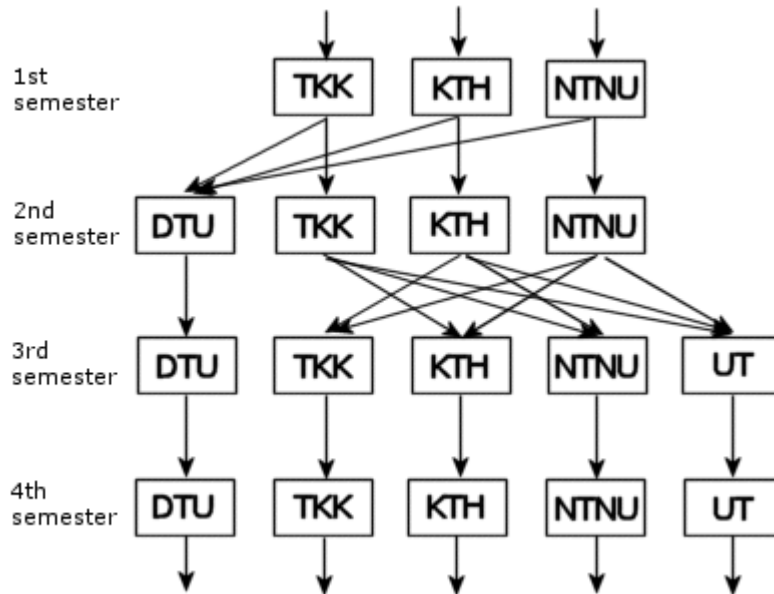 1st
semester
TKK KTH NTNU
2nd
semester
DTU TKK KTH NTNU
3rd
semester
DTU TKK KTH NTNU UT
4th
semester
DTU TKK KTH NTNU UT